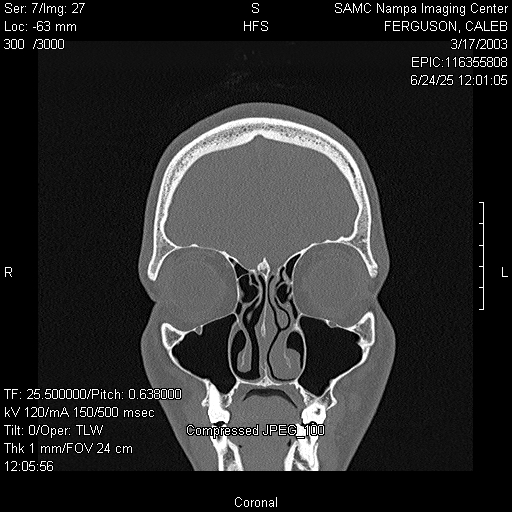 Ser: 7/Img: 27
Loc: -63 mm
300 /3000
S
HFS
SAMC Nampa Imaging Center
FERGUSON, CALEB
3/17/2003
EPIC:116355808
6/24/25 12:01:05
R
L
TF: 25.500000/Pitch: 0.638000
kV 120/mA 150/500 msec
Tilt: 0/Oper: TLW
Thk 1 mm/FOV 24 cm
12:05:56
Compressed JPEG_100
Coronal